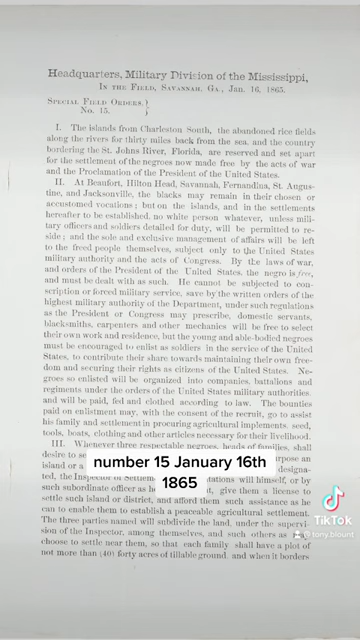 Headquarters, Military Division of the Mississippi,
In the Field, Savannah, Ga., Jan. 16, 1865.
Special Field Orders, }
No. 15. }
I. The islands from Charleston South, the abandoned rice fields
along the rivers for thirty miles back from the sea, and the country
bordering the St. Johns River, Florida, are reserved and set apart
for the settlement of the negroes now made free by the acts of war
and the Proclamation of the President of the United States.
II. At Beaufort, Hilton Head, Savannah, Fernandina, St. Augus-
tine, and Jacksonville, the blacks may remain in their chosen or
accustomed vocations; but on the islands, and in the settlements
hereafter to be established, no white person whatever, unless mili-
tary officers and soldiers detailed for duty, will be permitted to re-
side; and the sole and exclusive management of affairs will be left
to the freed people themselves, subject only to the United States
military authority and the acts of Congress. By the laws of war,
and orders of the President of the United States, the negro is free,
and must be dealt with as such. He cannot be subjected to con-
scription or forced military service, save by the written orders of the
highest military authority of the Department, under such regulations
as the President or Congress may prescribe, domestic servants,
blacksmiths, carpenters and other mechanics will be free to select
their own work and residence, but the young and able-bodied negroes
must be encouraged to enlist as soldiers in the service of the United
States, to contribute their share towards maintaining their own free-
dom and securing their rights as citizens of the United States. Ne-
groes so enlisted will be organized into companies, battalions and
regiments under the orders of the United States military authorities
and will be paid, fed and clothed according to law. The bounties
paid on enlistment may, with the consent of the recruit, go to assist
his family and settlement in procuring agricultural implements, seed,
tools, boats, clothing and other articles necessary for their livelihood.
III. Whenever three respectable negroes, heads of families, shall
desire to se
island or a
ted, the Inspector of Settlem tations will himself, or by
such subordinate officer as h t, give them a license to
settle such island or district, and afford them such assistance as he
can to enable them to establish a peaceable agricultural settlement.
The three parties named will subdivide the land, under the supervi-
sion of the Inspector, among themselves, and such others as may
choose to settle near them, so that each family shall have a plot of
not more than (40) forty acres of tillable ground, and when it borders
number 15 January 16th
1865
TikTok
@tony.blount